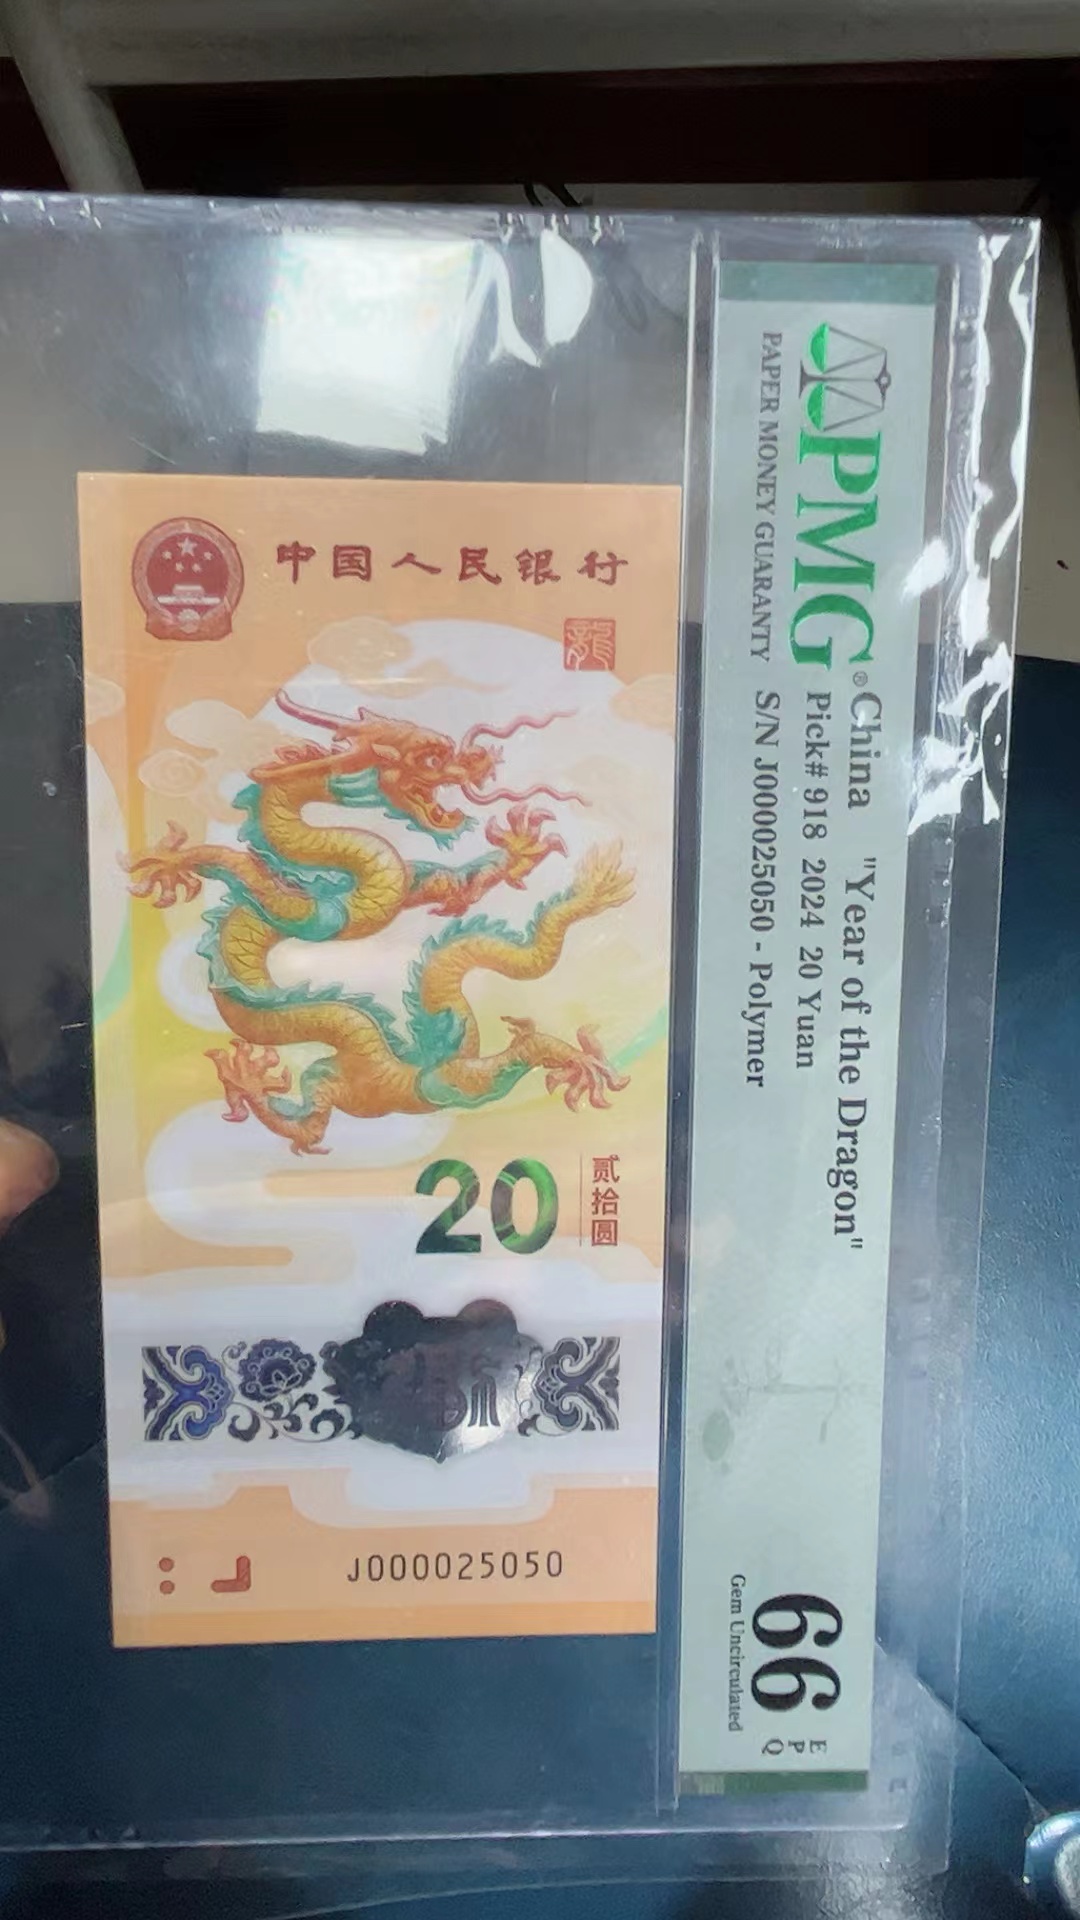 PMG®
PAPER MONEY GUARANTY
China "Year of the Dragon"
Pick# 918 2024 20 Yuan
S/N J000025050 - Polymer
66 EPQ
Gem Uncirculated
中国人民银行
龍
20
贰拾圆
J000025050